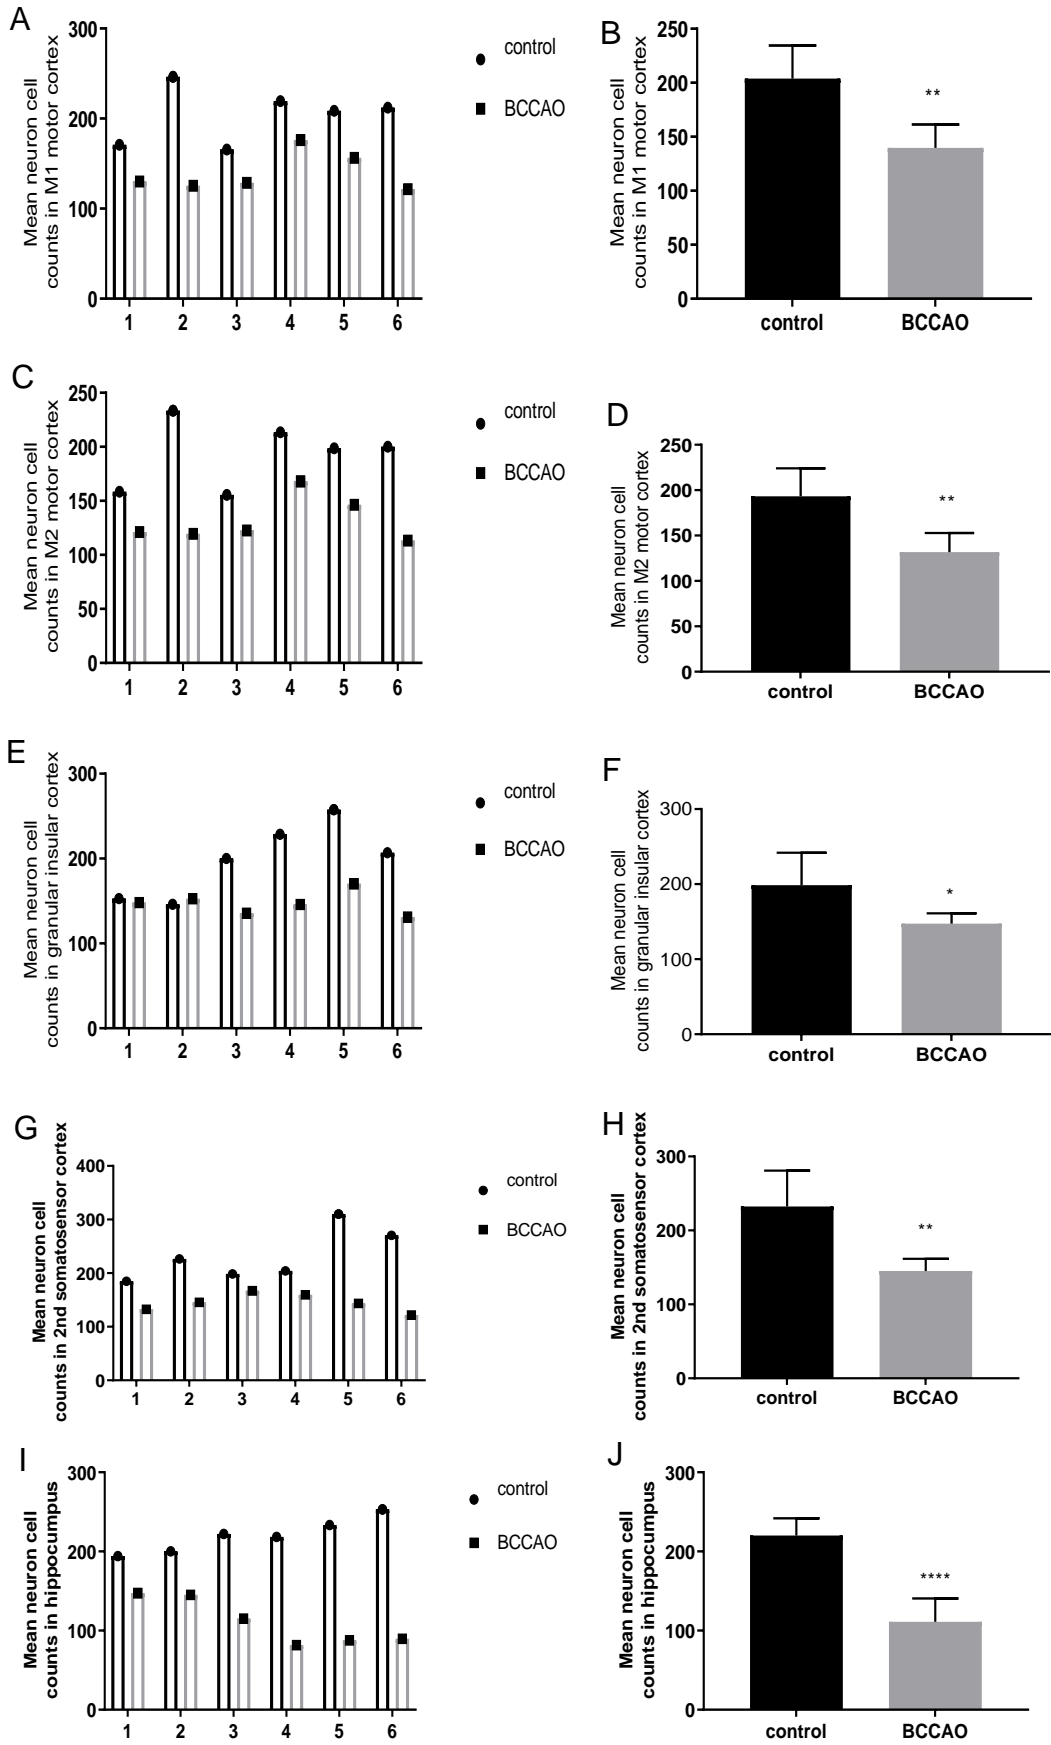 A
Mean neuron cell
counts in M1 motor cortex
300
200
100
0
1 2 3 4 5 6
control
BCCAO
B
Mean neuron cell
counts in M1 motor cortex
250
200
150
100
50
0
**
control BCCAO
C
Mean neuron cell
counts in M2 motor cortex
250
200
150
100
50
0
1 2 3 4 5 6
control
BCCAO
D
Mean neuron cell
counts in M2 motor cortex
250
200
150
100
50
0
**
control BCCAO
E
Mean neuron cell
counts in granular insular cortex
300
200
100
0
1 2 3 4 5 6
control
BCCAO
F
Mean neuron cell
counts in granular insular cortex
300
200
100
0
*
control BCCAO
G
Mean neuron cell
counts in 2nd somatosensor cortex
400
300
200
100
0
1 2 3 4 5 6
control
BCCAO
H
Mean neuron cell
counts in 2nd somatosensor cortex
300
200
100
0
**
control BCCAO
I
Mean neuron cell
counts in hippocumpus
300
200
100
0
1 2 3 4 5 6
control
BCCAO
J
Mean neuron cell
counts in hippocumpus
300
200
100
0
****
control BCCAO